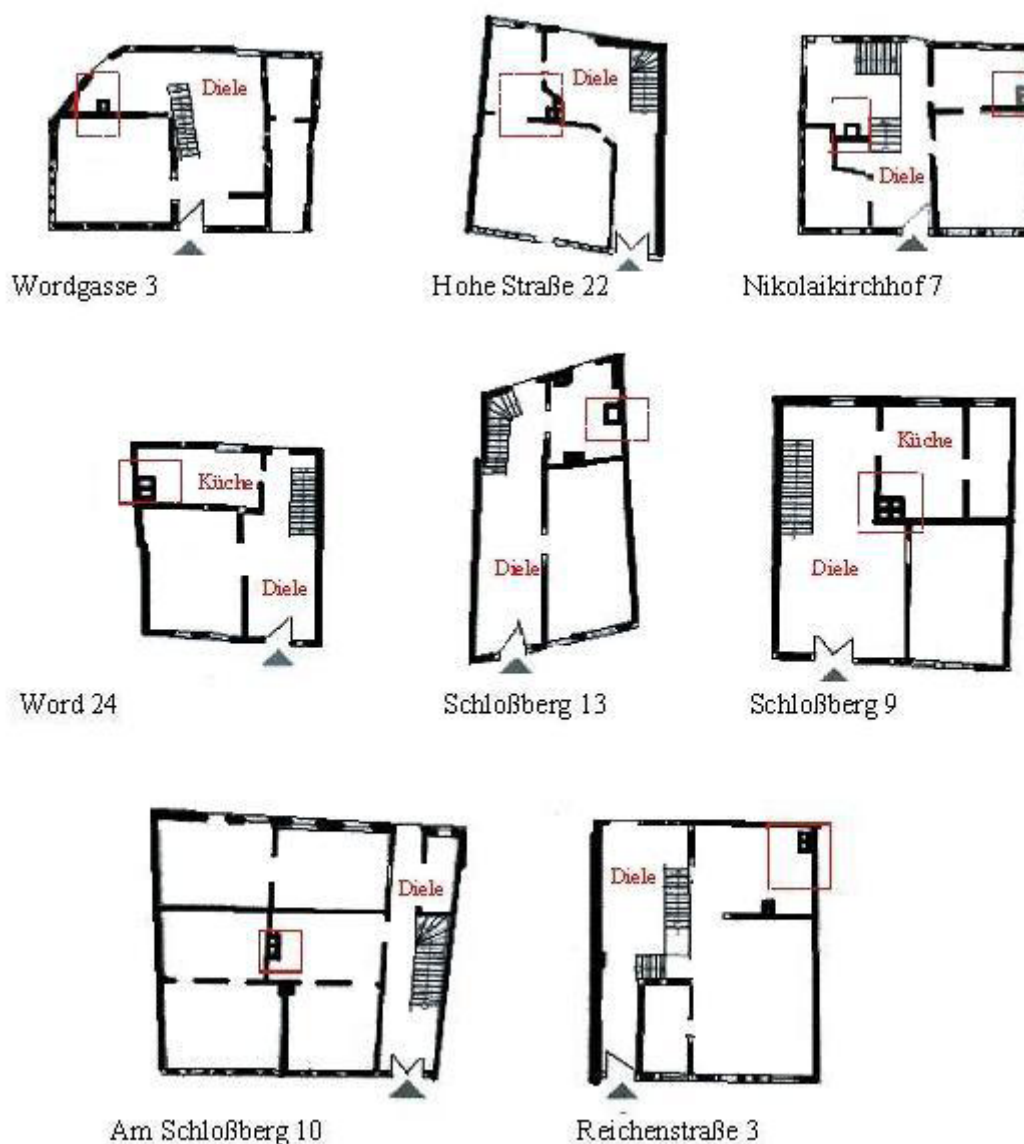 Diele
Diele
Diele
Wordgasse 3
Hohe Straße 22
Nikolaikirchhof 7
Küche
Diele
Diele
Küche
Diele
Word 24
Schloßberg 13
Schloßberg 9
Diele
Diele
Am Schloßberg 10
Reichenstraße 3